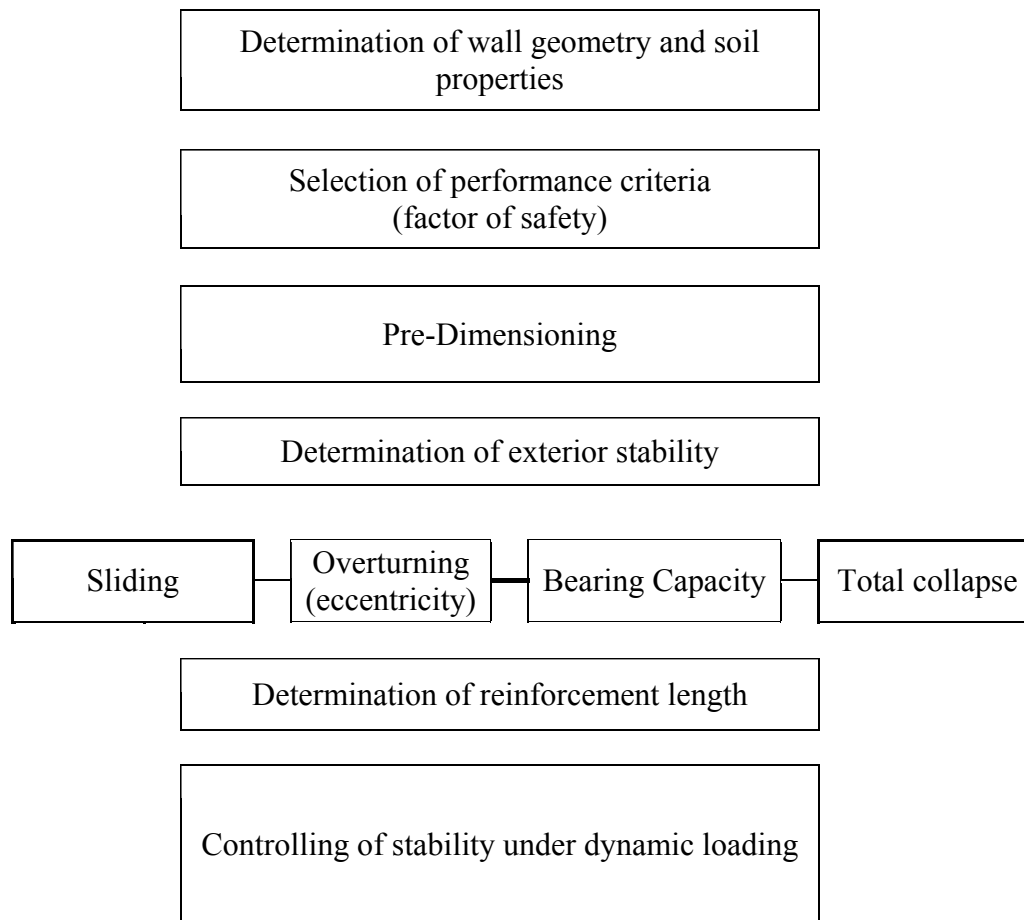 Determination of wall geometry and soil
properties
Selection of performance criteria
(factor of safety)
Pre-Dimensioning
Determination of exterior stability
Sliding
Overturning
(eccentricity)
Bearing Capacity
Total collapse
Determination of reinforcement length
Controlling of stability under dynamic loading